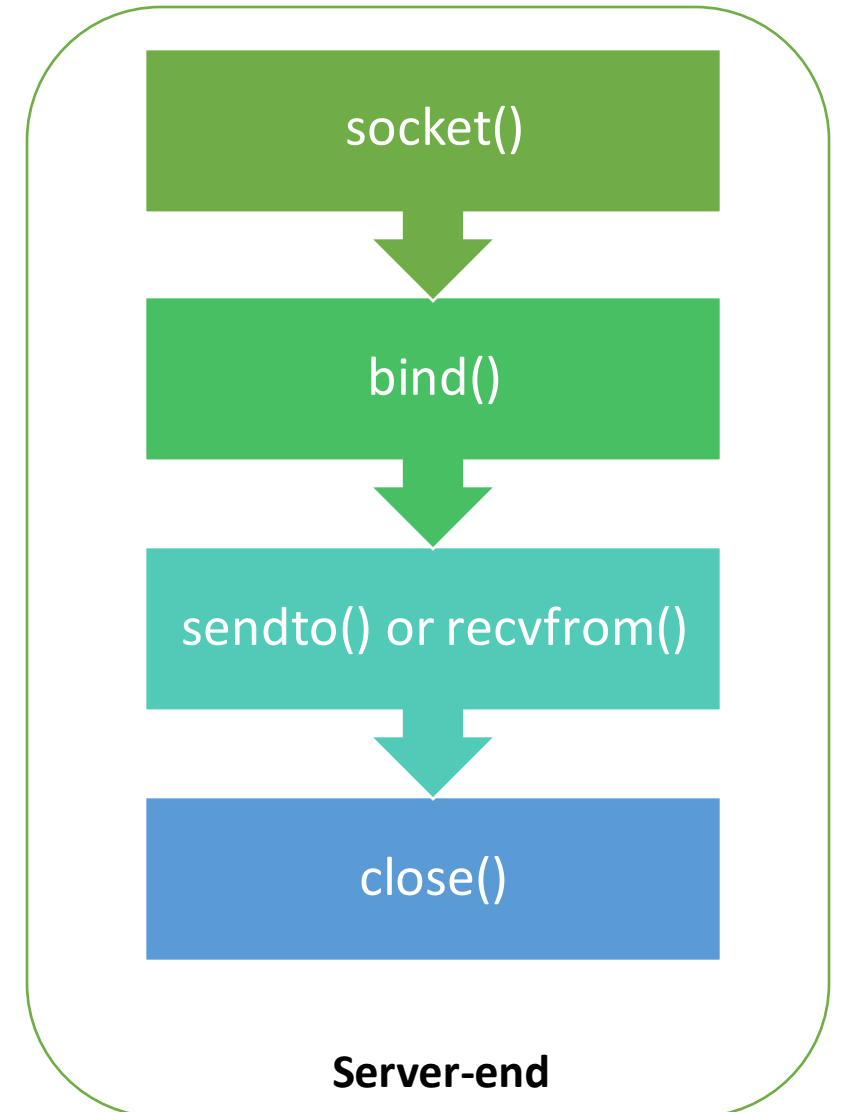 socket()
bind()
sendto() or recvfrom()
close()
Server-end